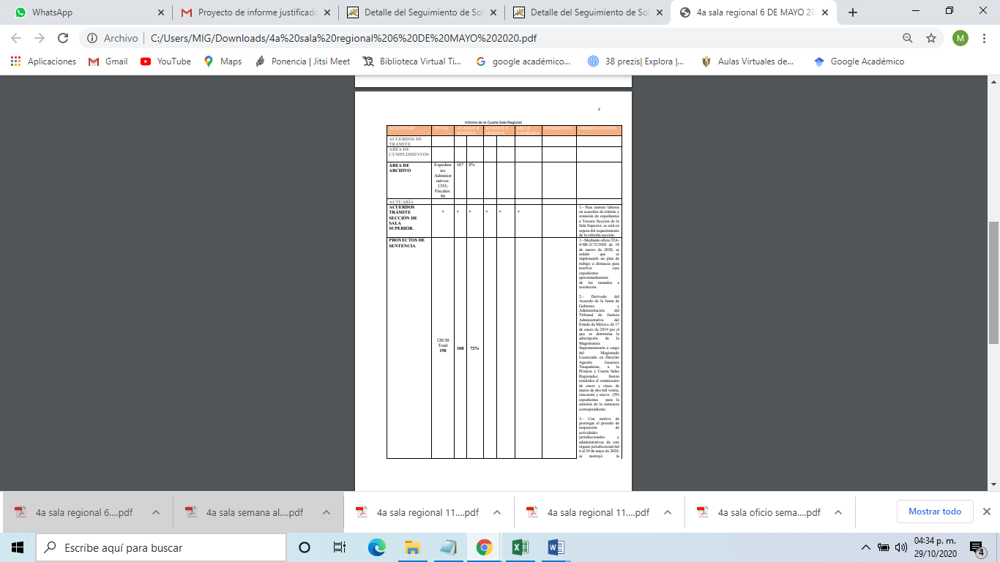 WhatsApp
Proyecto de informe justificado
Detalle del Seguimiento de Sol
Detalle del Seguimiento de Sol
4a sala regional 6 DE MAYO 20
Archivo
C:/Users/MIG/Downloads/4a%20sala%20regional%206%20DE%20MAYO%202020.pdf
M
Aplicaciones
Gmail
YouTube
Maps
Ponencia | Jitsi Meet
Biblioteca Virtual Ti...
google académico...
38 prezis| Explora |...
Aulas Virtuales de...
Google Académico
2
Informe de la Cuarta Sala Regional
ACTIVIDAD
TOTAL
AVANCE 4
SEMANA
AVANCE 5
SEMANA
META
LOGRADA
PENDIENTES
OBSERVACIONES
ACUERDOS DE
TRÁMITE
ÁREA DE
CUMPLIMIENTOS
ÁREA DE
ARCHIVO
Expedien
tes
Administ
rativos:
1353;
Fiscales:
96
107
8%
ACTUARÍA
ACUERDOS
TRÁMITE
SECCIÓN DE
SALA
SUPERIOR.
*
*
*
*
*
*
1.- Para instruir labores
en acuerdos de trámite y
remisión de expedientes
a Tercera Sección de la
Sala Superior, se está en
espera del requerimiento
de la referida sección.
PROYECTOS DE
SENTENCIA
120/30
Total
150
108
72%
1.- Mediante oficio TJA-
4-SR-2172/2020 de 18
de marzo de 2020, se
señaló que se
implementó un plan de
trabajo a distancia para
resolver cien
expedientes
aproximadamente
de los turnados a
resolución.
2.- Derivado del
Acuerdo de la Junta de
Gobierno y
Administración del
Tribunal de Justicia
Administrativa del
Estado de México, de 17
de enero de 2019 por el
que se determina la
adscripción de la
Magistratura
Supernumeraria a cargo
del Magistrado
Licenciado en Derecho
Agustín Guerrero
Traspaderne, a la
Primera y Cuarta Salas
Regionales; fueron
remitidos el veinticuatro
de enero y cinco de
marzo de dos mil veinte,
cincuenta y nueve (59)
expedientes para la
emisión de la sentencia
correspondiente.
3.- Con motivo de
prorrogar el periodo de
suspensión de
actividades
jurisdiccionales y
administrativas de este
órgano jurisdiccional del
6 al 29 de mayo de 2020,
se instruyó la
4a sala regional 6....pdf
4a sala semana al....pdf
4a sala regional 11....pdf
4a sala regional 11....pdf
4a sala oficio sema....pdf
Mostrar todo
Escribe aquí para buscar
04:34 p. m.
29/10/2020
4